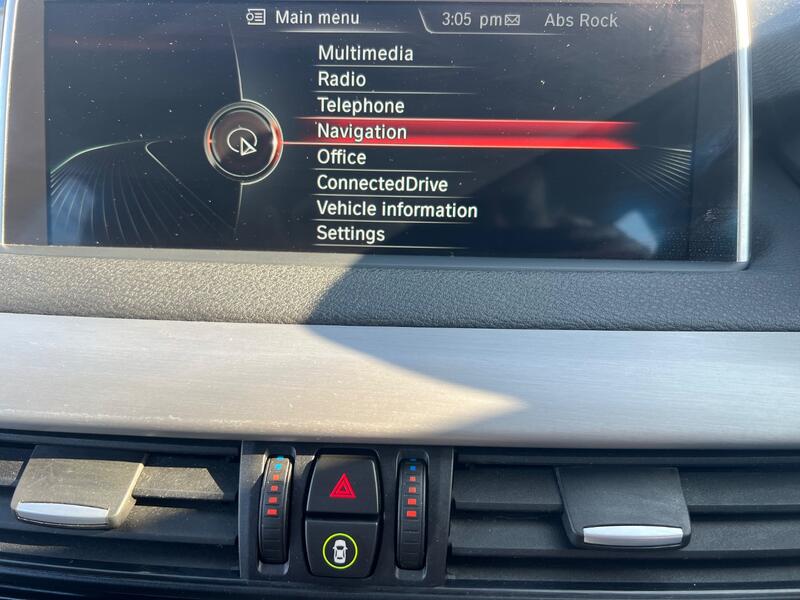 Main menu
3:05 pm
Abs Rock
Multimedia
Radio
Telephone
Navigation
Office
ConnectedDrive
Vehicle information
Settings